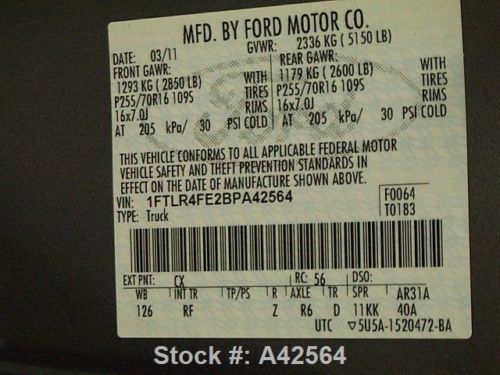 MFD. BY FORD MOTOR CO.
DATE: 03/11 GVWR: 2336 KG (5150 LB)
FRONT GAWR: REAR GAWR:
1293 KG (2850 LB) WITH 1179 KG (2600 LB) WITH
P255/70R16 109S TIRES P255/70R16 109S TIRES
16x7.0J RIMS 16x7.0J RIMS
AT 205 kPa/ 30 PSI COLD AT 205 kPa/ 30 PSI COLD
THIS VEHICLE CONFORMS TO ALL APPLICABLE FEDERAL MOTOR
VEHICLE SAFETY AND THEFT PREVENTION STANDARDS IN
EFFECT ON THE DATE OF MANUFACTURE SHOWN ABOVE.
VIN: 1FTLR4FE2BPA42564 F0064
TYPE: Truck T01B3
EXT PNT: CX RC: 56 DSO:
WB INT TR TP/PS R AXLE TR SPR AR31A
126 RF Z R6 D 11KK 40A
UTC ▽5U5A-1520472-BA
Stock #: A42564